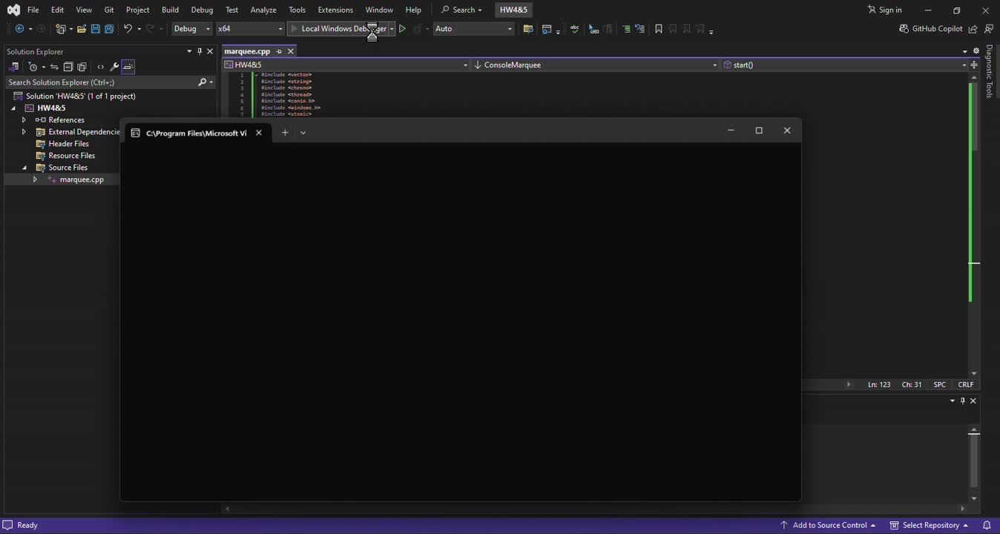 File Edit View Git Project Build Debug Test Analyze Tools Extensions Window Help Search HW4&5 Sign in
Debug x64 Local Windows Debugger Auto GitHub Copilot
Solution Explorer
Search Solution Explorer (Ctrl+;)
Solution 'HW4&5' (1 of 1 project)
HW4&5
References
External Dependencie
Header Files
Resource Files
Source Files
marquee.cpp
marquee.cpp
HW4&5 ConsoleMarquee start()
1 #include <vector>
2 #include <string>
3 #include <chrono>
4 #include <thread>
5 #include <conio.h>
6 #include <windows.h>
7 #include <atomic>
C:\Program Files\Microsoft Vi
Diagnostic Tools
Ln: 123 Ch: 31 SPC CRLF
Ready Add to Source Control Select Repository